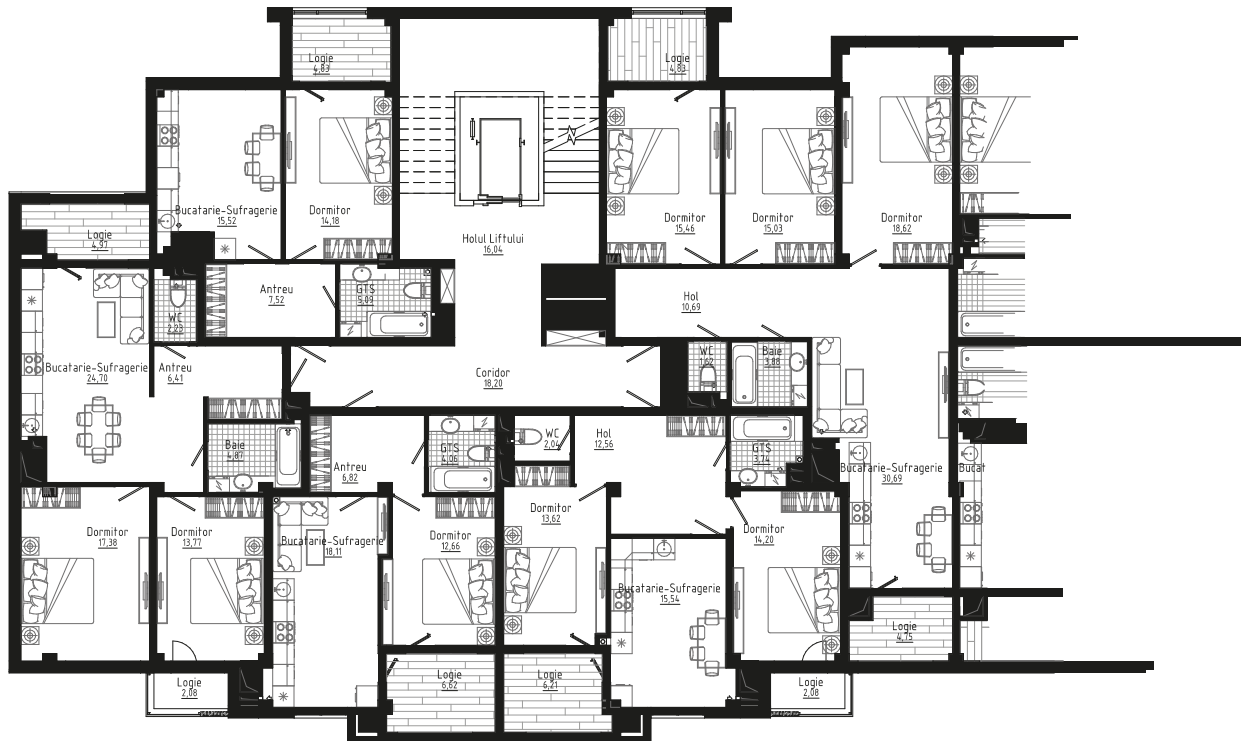 Logie
4,83
Logie
4,83
Bucatarie-Sufragerie
15,52
Dormitor
14,18
Dormitor
15,46
Dormitor
15,03
Dormitor
18,62
Logie
4,97
Holul Liftului
16,04
Antreu
7,52
GTS
5,09
Hol
10,69
WC
2,23
Bucatarie-Sufragerie
24,70
Antreu
6,41
Coridor
18,20
WC
1,62
Baie
3,88
Baie
4,87
Antreu
6,82
GTS
4,06
WC
2,04
Hol
12,56
GTS
3,74
Bucatarie-Sufragerie
30,69
Bucat
Dormitor
17,38
Dormitor
13,77
Bucatarie-Sufragerie
18,11
Dormitor
12,66
Dormitor
13,62
Dormitor
14,20
Bucatarie-Sufragerie
15,54
Logie
4,75
Logie
2,08
Logie
6,62
Logie
6,21
Logie
2,08